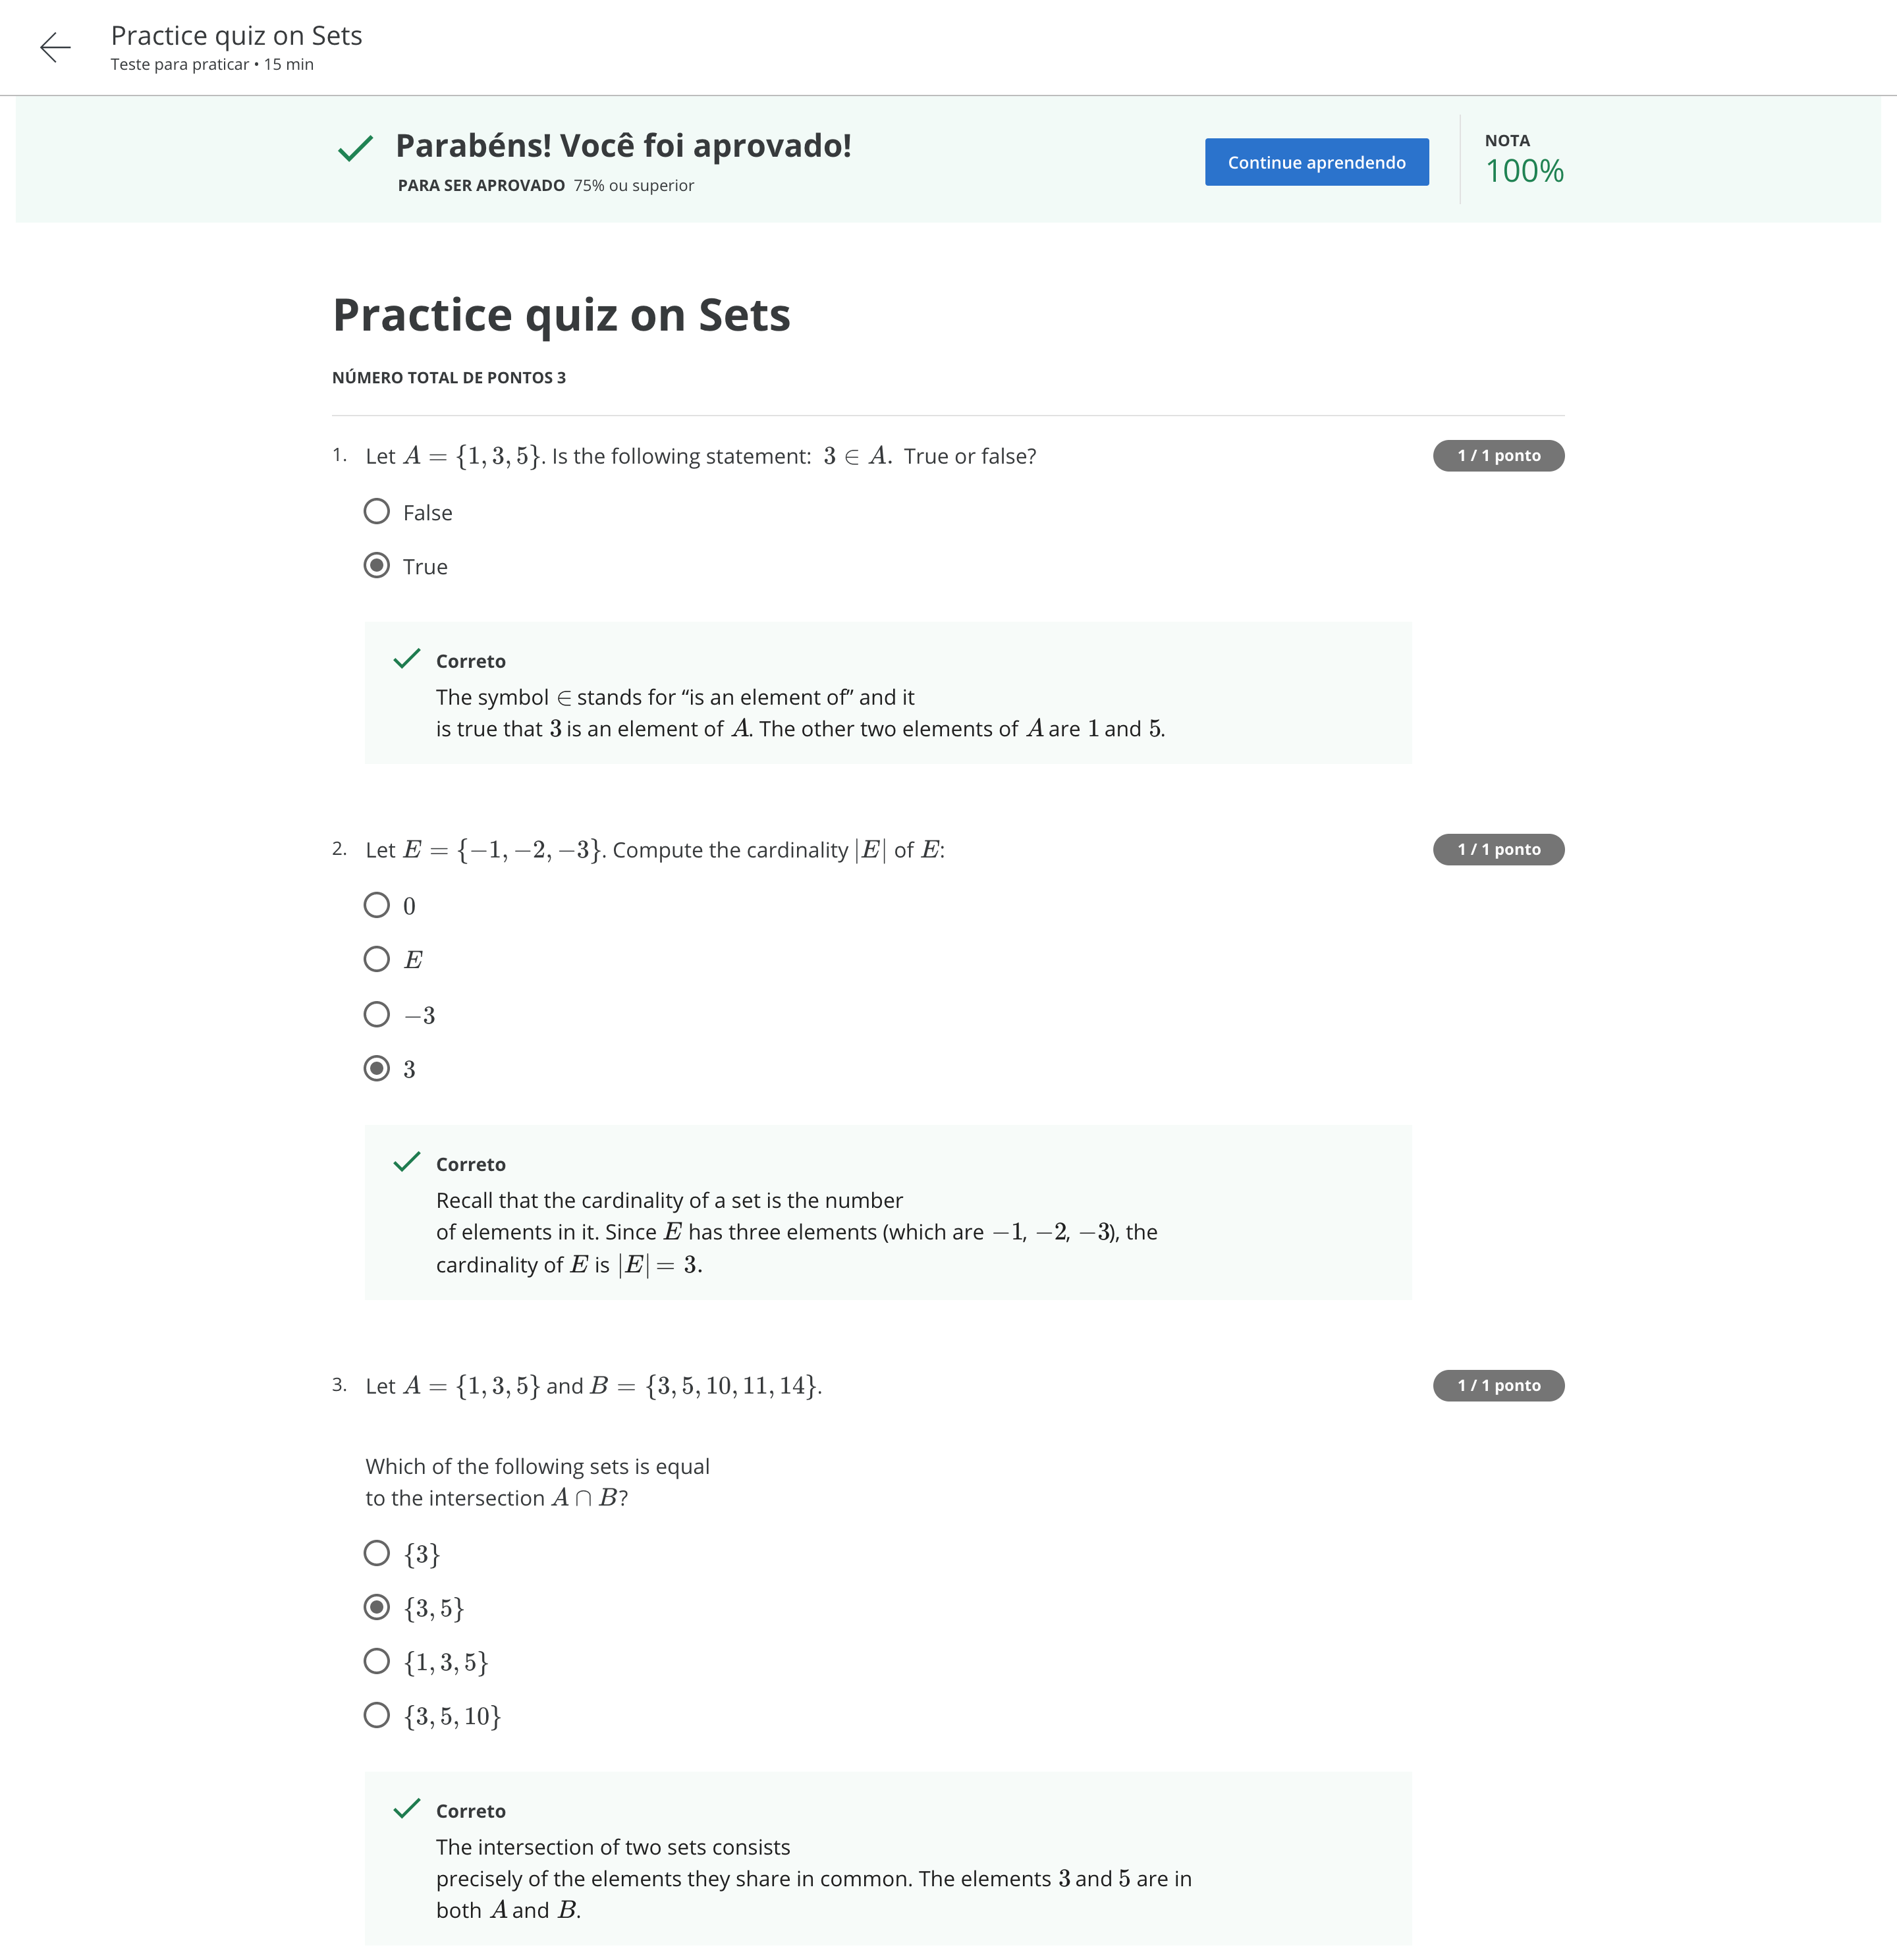 Practice quiz on Sets
Teste para praticar • 15 min
Parabéns! Você foi aprovado!
PARA SER APROVADO 75% ou superior
Continue aprendendo
NOTA
100%
Practice quiz on Sets
NÚMERO TOTAL DE PONTOS 3
1. Let A = {1, 3, 5}. Is the following statement: 3 ∈ A. True or false?
1 / 1 ponto
False
True
Correto
The symbol ∈ stands for “is an element of” and it
is true that 3 is an element of A. The other two elements of A are 1 and 5.
2. Let E = {−1, −2, −3}. Compute the cardinality |E| of E:
1 / 1 ponto
0
E
−3
3
Correto
Recall that the cardinality of a set is the number
of elements in it. Since E has three elements (which are −1, −2, −3), the
cardinality of E is |E| = 3.
3. Let A = {1, 3, 5} and B = {3, 5, 10, 11, 14}.
1 / 1 ponto
Which of the following sets is equal
to the intersection A ∩ B?
{3}
{3, 5}
{1, 3, 5}
{3, 5, 10}
Correto
The intersection of two sets consists
precisely of the elements they share in common. The elements 3 and 5 are in
both A and B.